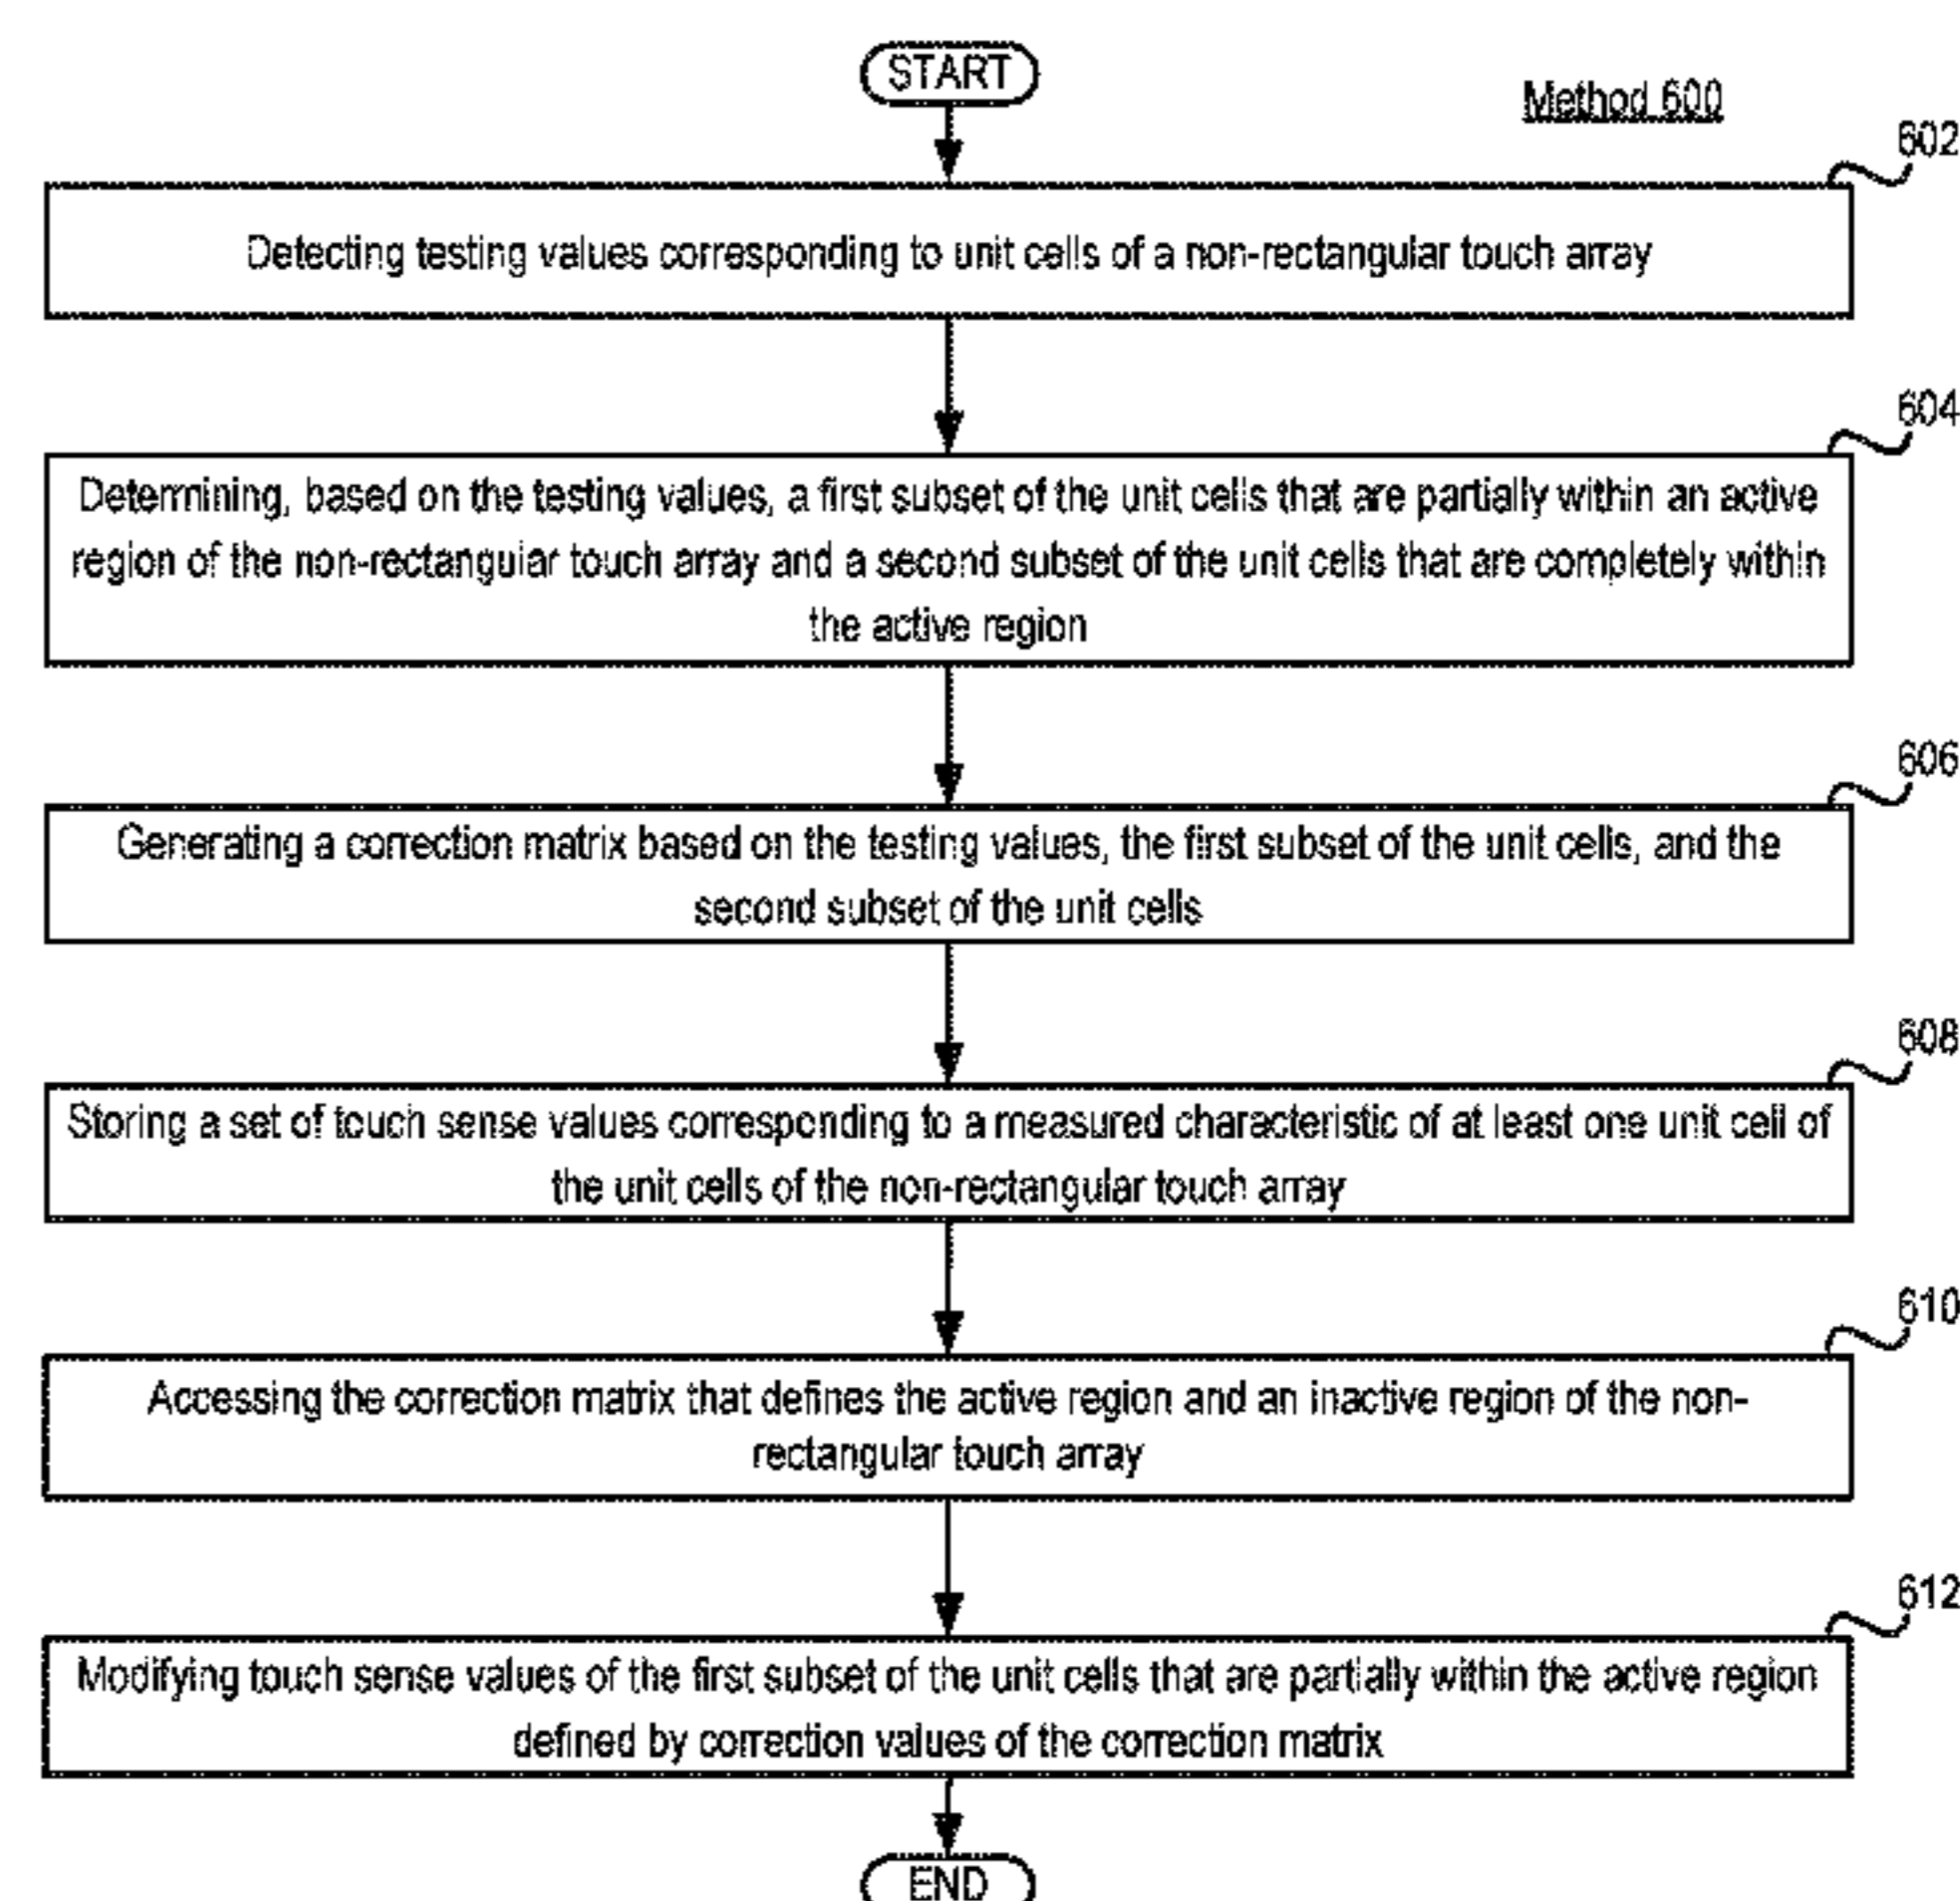 START
Method 600
602
Detecting testing values corresponding to unit cells of a non-rectangular touch array
604
Determining, based on the testing values, a first subset of the unit cells that are partially within an active
region of the non-rectangular touch array and a second subset of the unit cells that are completely within
the active region
606
Generating a correction matrix based on the testing values, the first subset of the unit cells, and the
second subset of the unit cells
608
Storing a set of touch sense values corresponding to a measured characteristic of at least one unit cell of
the unit cells of the non-rectangular touch array
610
Accessing the correction matrix that defines the active region and an inactive region of the non-
rectangular touch array
612
Modifying touch sense values of the first subset of the unit cells that are partially within the active region
defined by correction values of the correction matrix
END